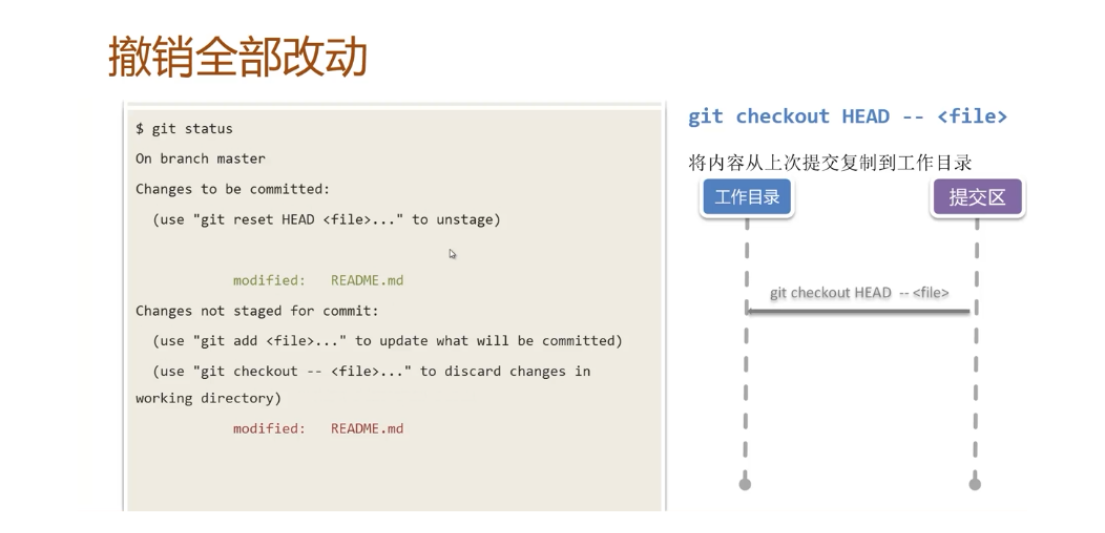 撤销全部改动
$ git status
On branch master
Changes to be committed:
(use "git reset HEAD <file>..." to unstage)
modified: README.md
Changes not staged for commit:
(use "git add <file>..." to update what will be committed)
(use "git checkout -- <file>..." to discard changes in
working directory)
modified: README.md
git checkout HEAD -- <file>
将内容从上次提交复制到工作目录
工作目录
提交区
git checkout HEAD -- <file>